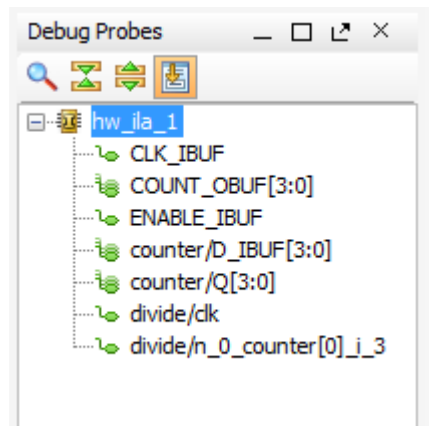 Debug Probes
hw_ila_1
CLK_IBUF
COUNT_OBUF[3:0]
ENABLE_IBUF
counter/D_IBUF[3:0]
counter/Q[3:0]
divide/clk
divide/n_0_counter[0]_i_3